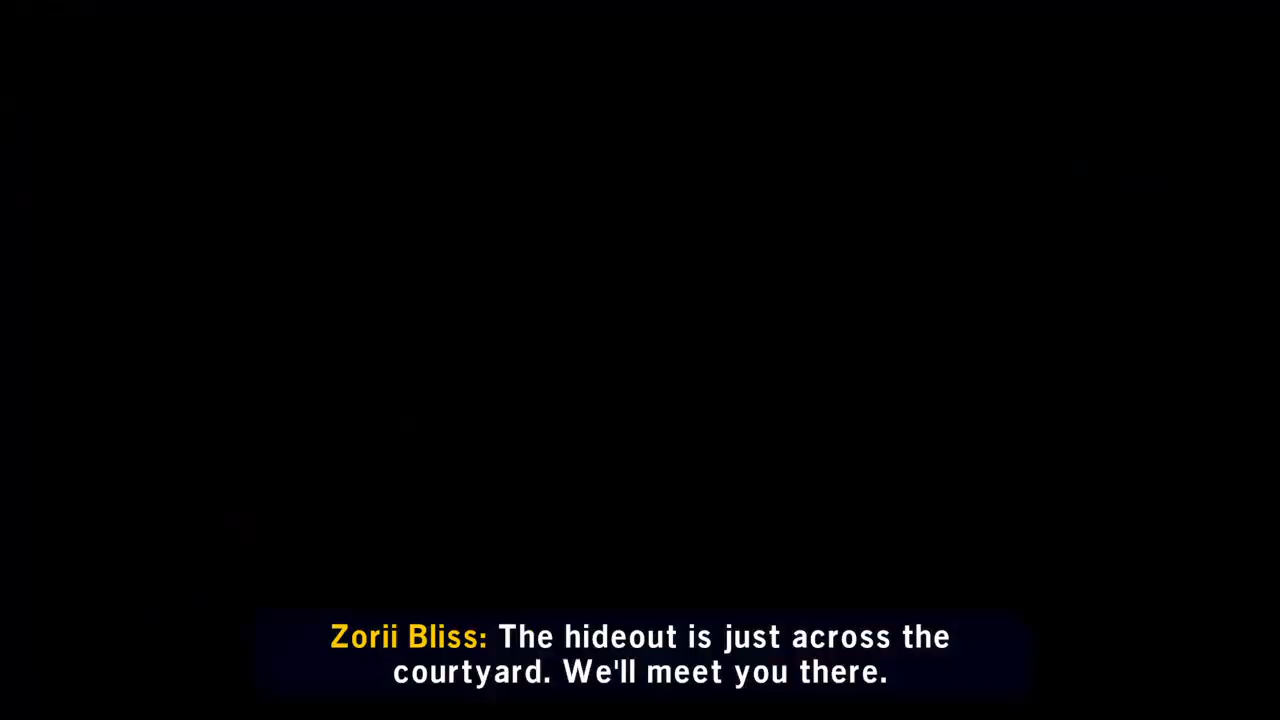 Zorii Bliss: The hideout is just across the
courtyard. We'll meet you there.